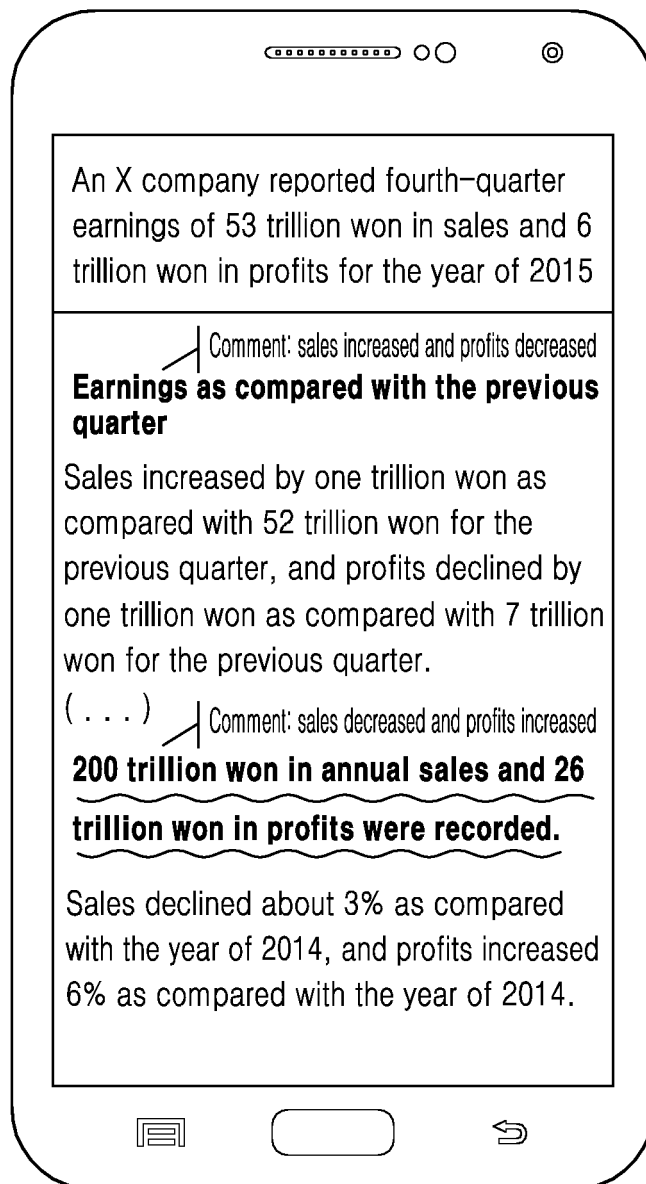 An X company reported fourth-quarter
earnings of 53 trillion won in sales and 6
trillion won in profits for the year of 2015
Comment: sales increased and profits decreased
Earnings as compared with the previous
quarter
Sales increased by one trillion won as
compared with 52 trillion won for the
previous quarter, and profits declined by
one trillion won as compared with 7 trillion
won for the previous quarter.
(...)
Comment: sales decreased and profits increased
200 trillion won in annual sales and 26
trillion won in profits were recorded.
Sales declined about 3% as compared
with the year of 2014, and profits increased
6% as compared with the year of 2014.